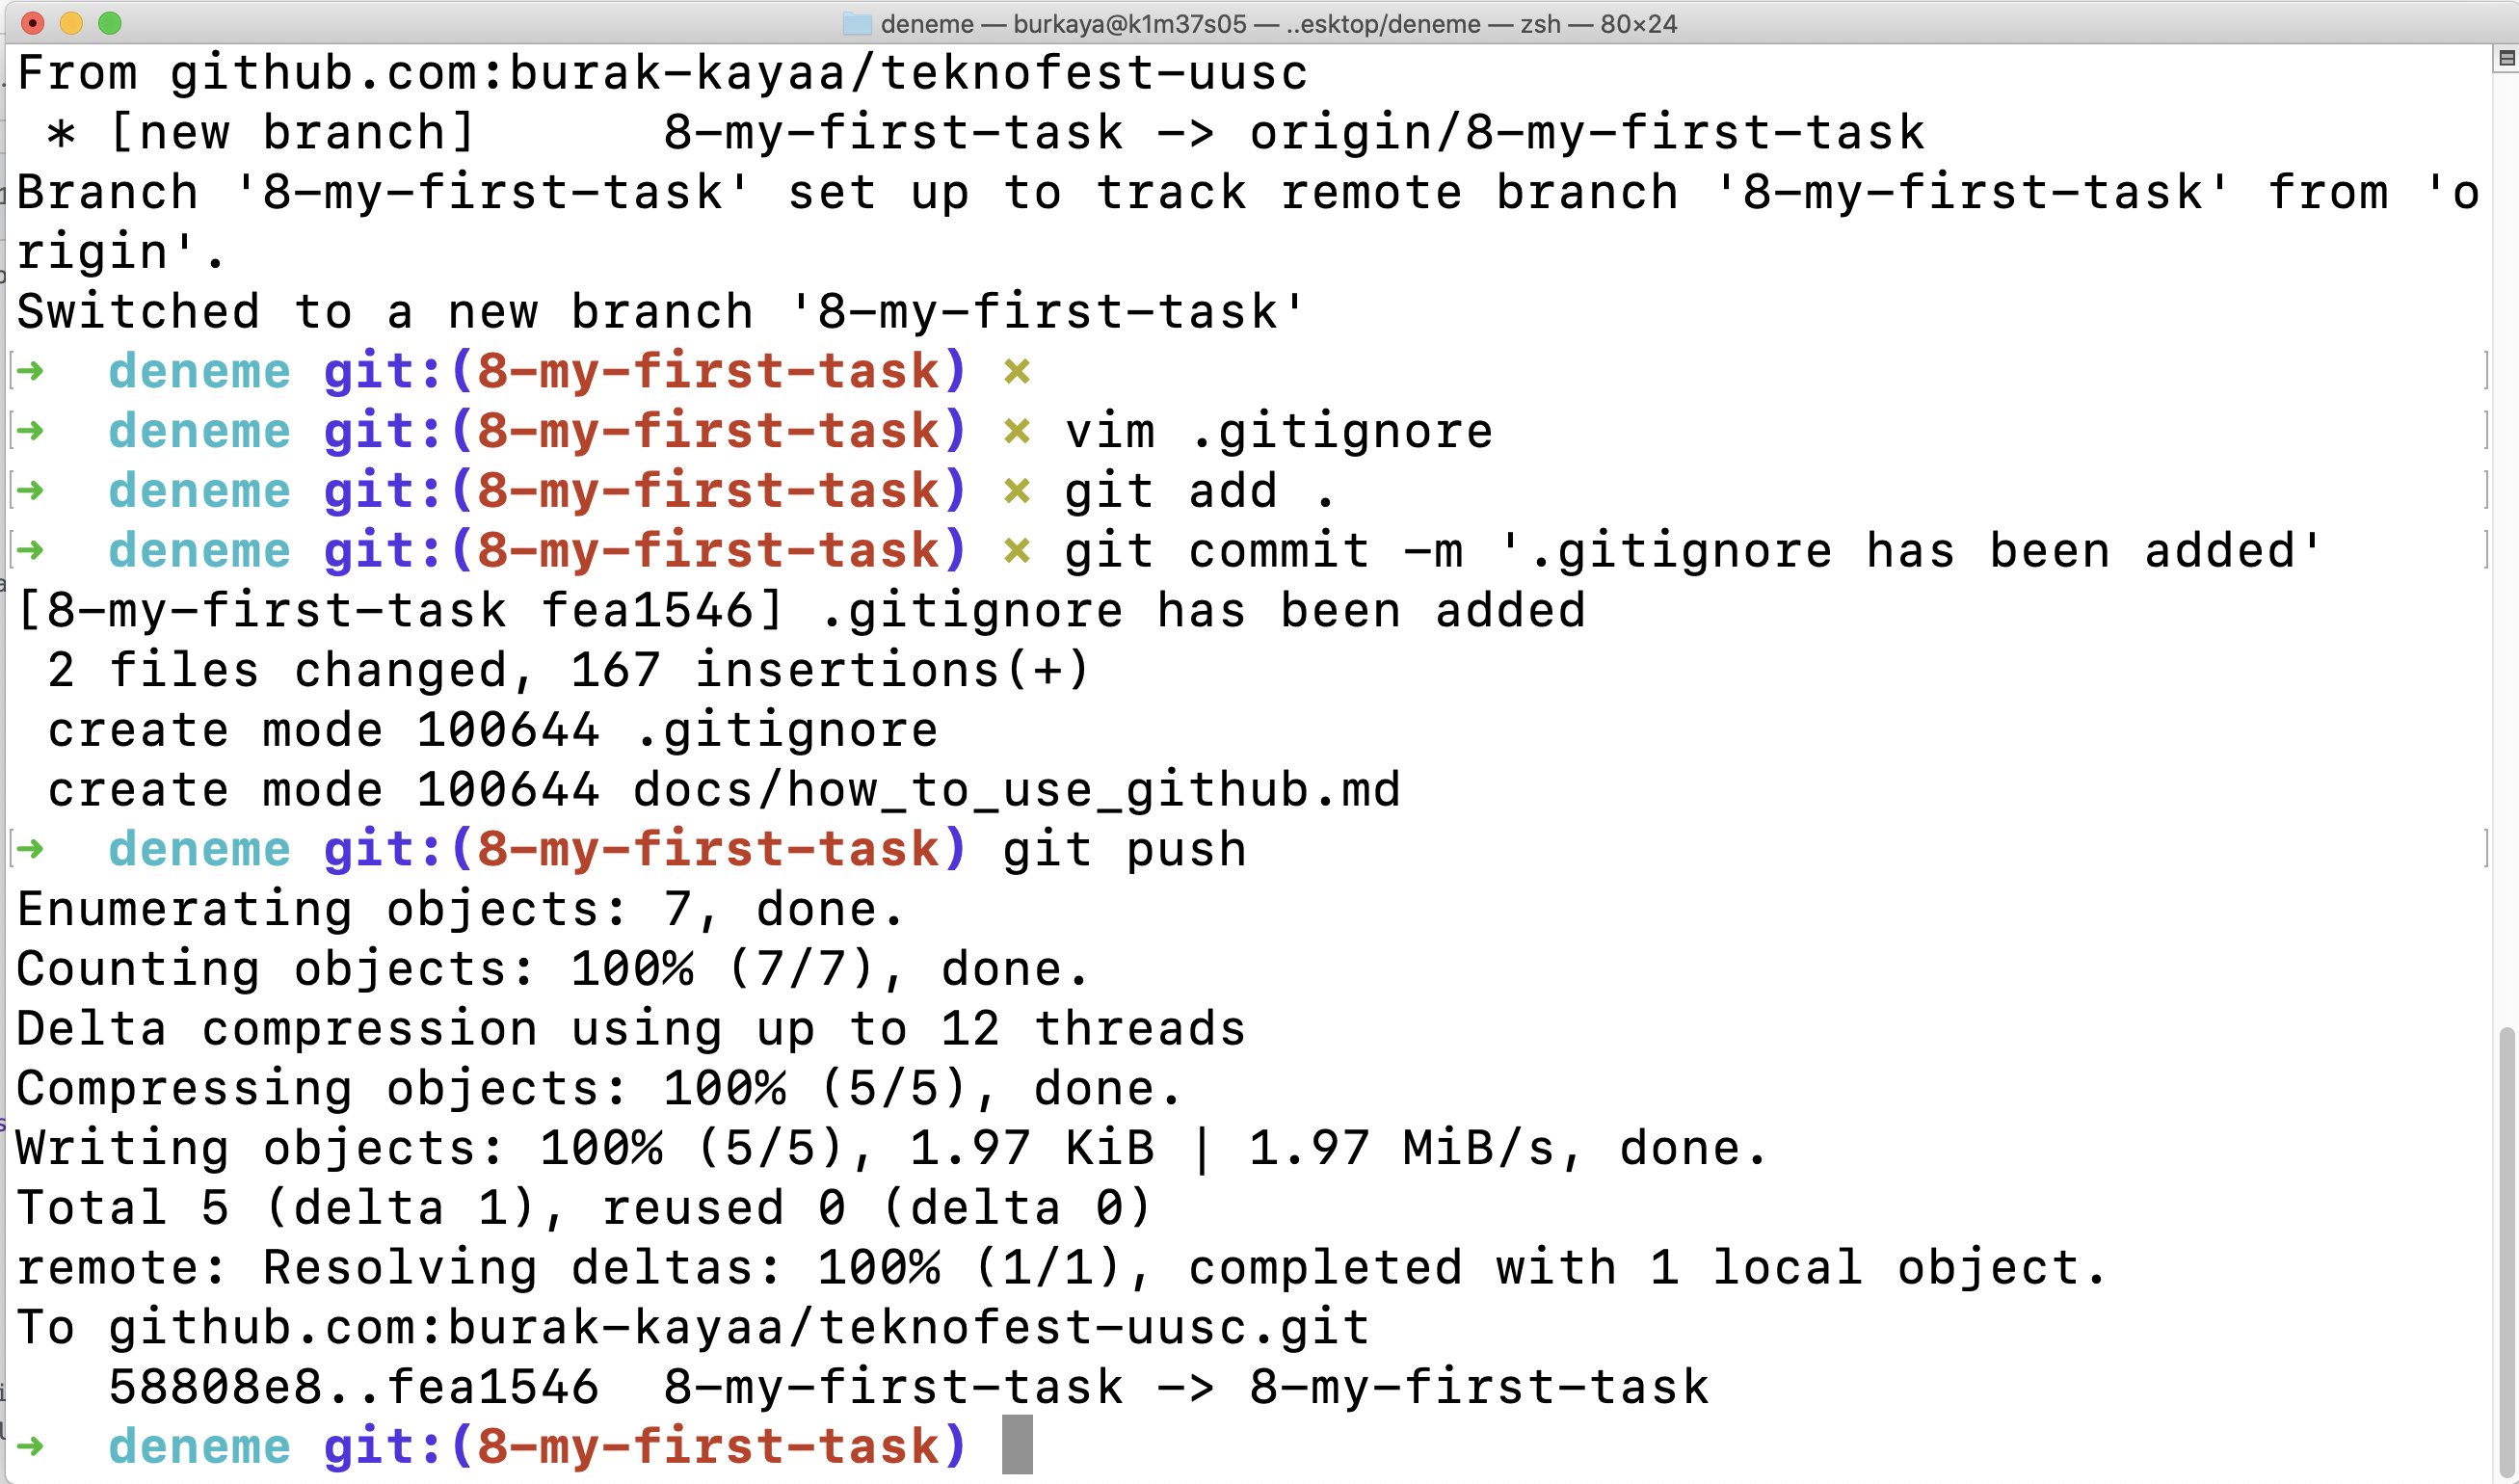 deneme — burkaya@k1m37s05 — ..esktop/deneme — zsh — 80×24
From github.com:burak-kayaa/teknofest-uusc
 * [new branch]      8-my-first-task -> origin/8-my-first-task
Branch '8-my-first-task' set up to track remote branch '8-my-first-task' from 'o
rigin'.
Switched to a new branch '8-my-first-task'
➜  deneme git:(8-my-first-task) ✗
➜  deneme git:(8-my-first-task) ✗ vim .gitignore
➜  deneme git:(8-my-first-task) ✗ git add .
➜  deneme git:(8-my-first-task) ✗ git commit -m '.gitignore has been added'
[8-my-first-task fea1546] .gitignore has been added
 2 files changed, 167 insertions(+)
 create mode 100644 .gitignore
 create mode 100644 docs/how_to_use_github.md
➜  deneme git:(8-my-first-task) git push
Enumerating objects: 7, done.
Counting objects: 100% (7/7), done.
Delta compression using up to 12 threads
Compressing objects: 100% (5/5), done.
Writing objects: 100% (5/5), 1.97 KiB | 1.97 MiB/s, done.
Total 5 (delta 1), reused 0 (delta 0)
remote: Resolving deltas: 100% (1/1), completed with 1 local object.
To github.com:burak-kayaa/teknofest-uusc.git
   58808e8..fea1546  8-my-first-task -> 8-my-first-task
➜  deneme git:(8-my-first-task)